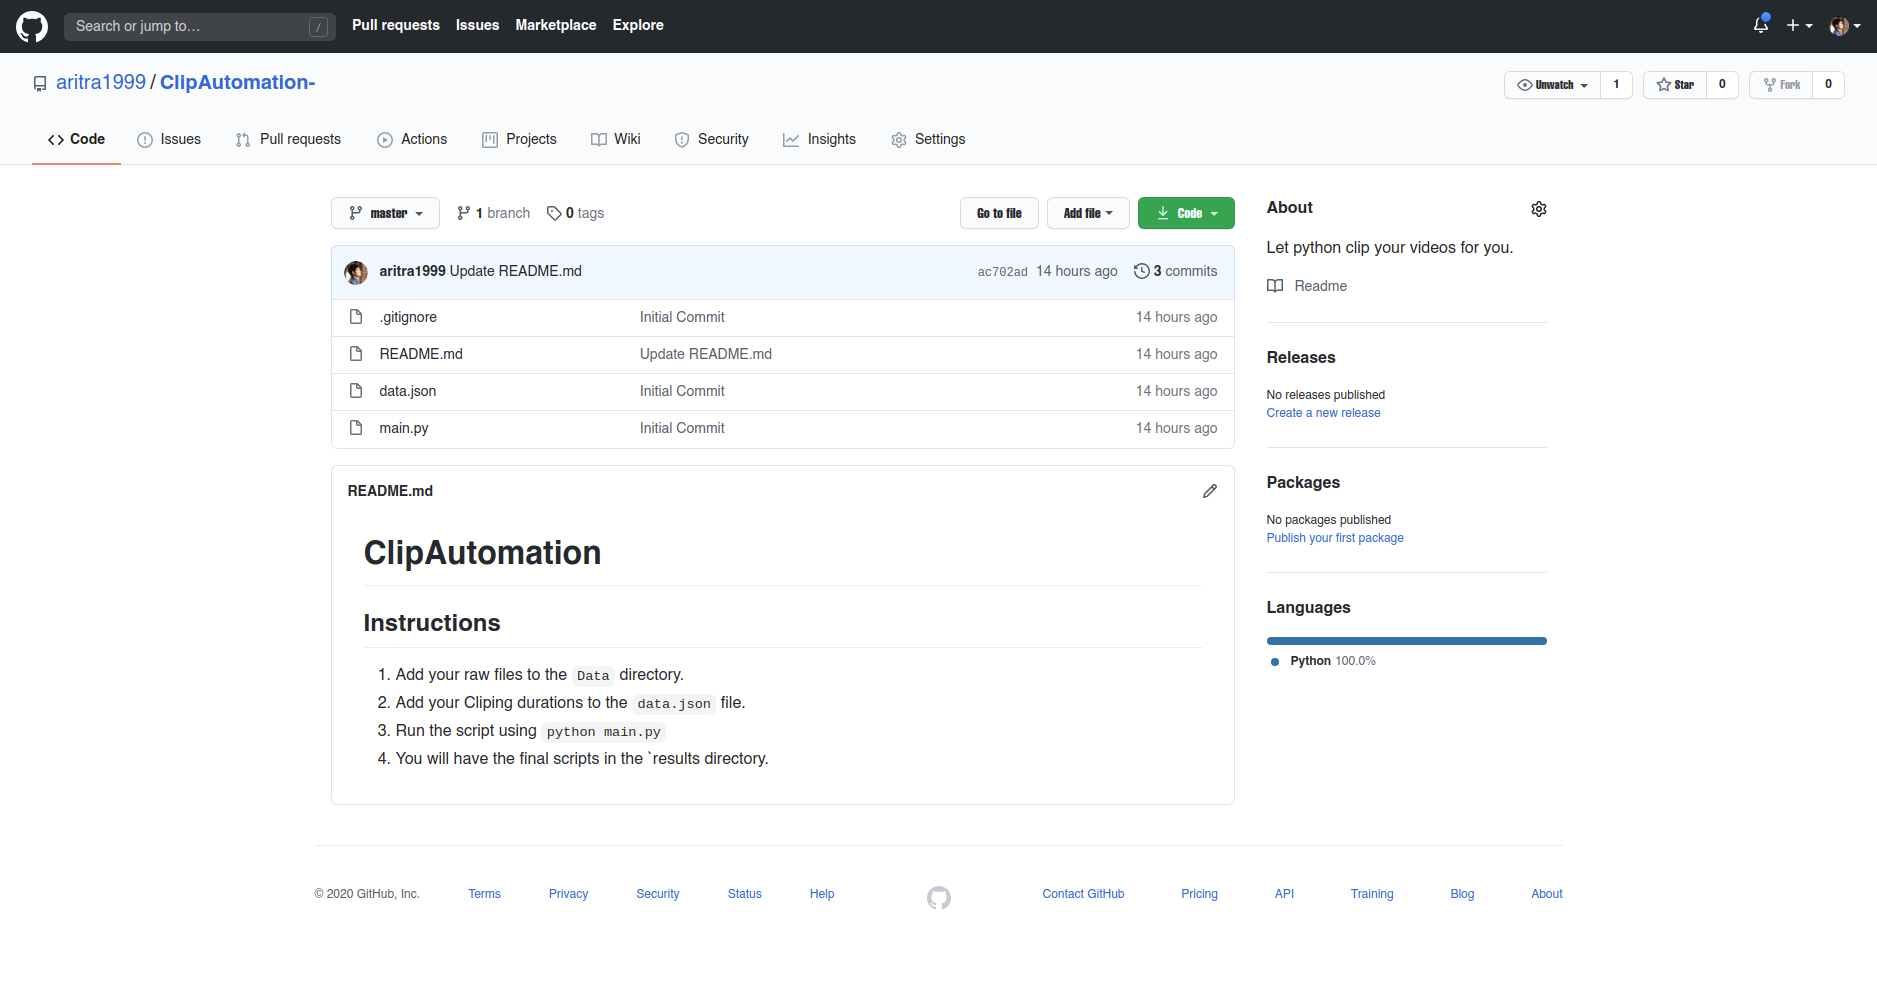 Search or jump to... /
Pull requests Issues Marketplace Explore
aritra1999 / ClipAutomation-
Unwatch 1 Star 0 Fork 0
Code Issues Pull requests Actions Projects Wiki Security Insights Settings
master 1 branch 0 tags Go to file Add file Code
aritra1999 Update README.md ac702ad 14 hours ago 3 commits
.gitignore Initial Commit 14 hours ago
README.md Update README.md 14 hours ago
data.json Initial Commit 14 hours ago
main.py Initial Commit 14 hours ago
README.md
ClipAutomation
Instructions
1. Add your raw files to the Data directory.
2. Add your Cliping durations to the data.json file.
3. Run the script using python main.py
4. You will have the final scripts in the `results directory.
About
Let python clip your videos for you.
Readme
Releases
No releases published
Create a new release
Packages
No packages published
Publish your first package
Languages
Python 100.0%
© 2020 GitHub, Inc. Terms Privacy Security Status Help Contact GitHub Pricing API Training Blog About